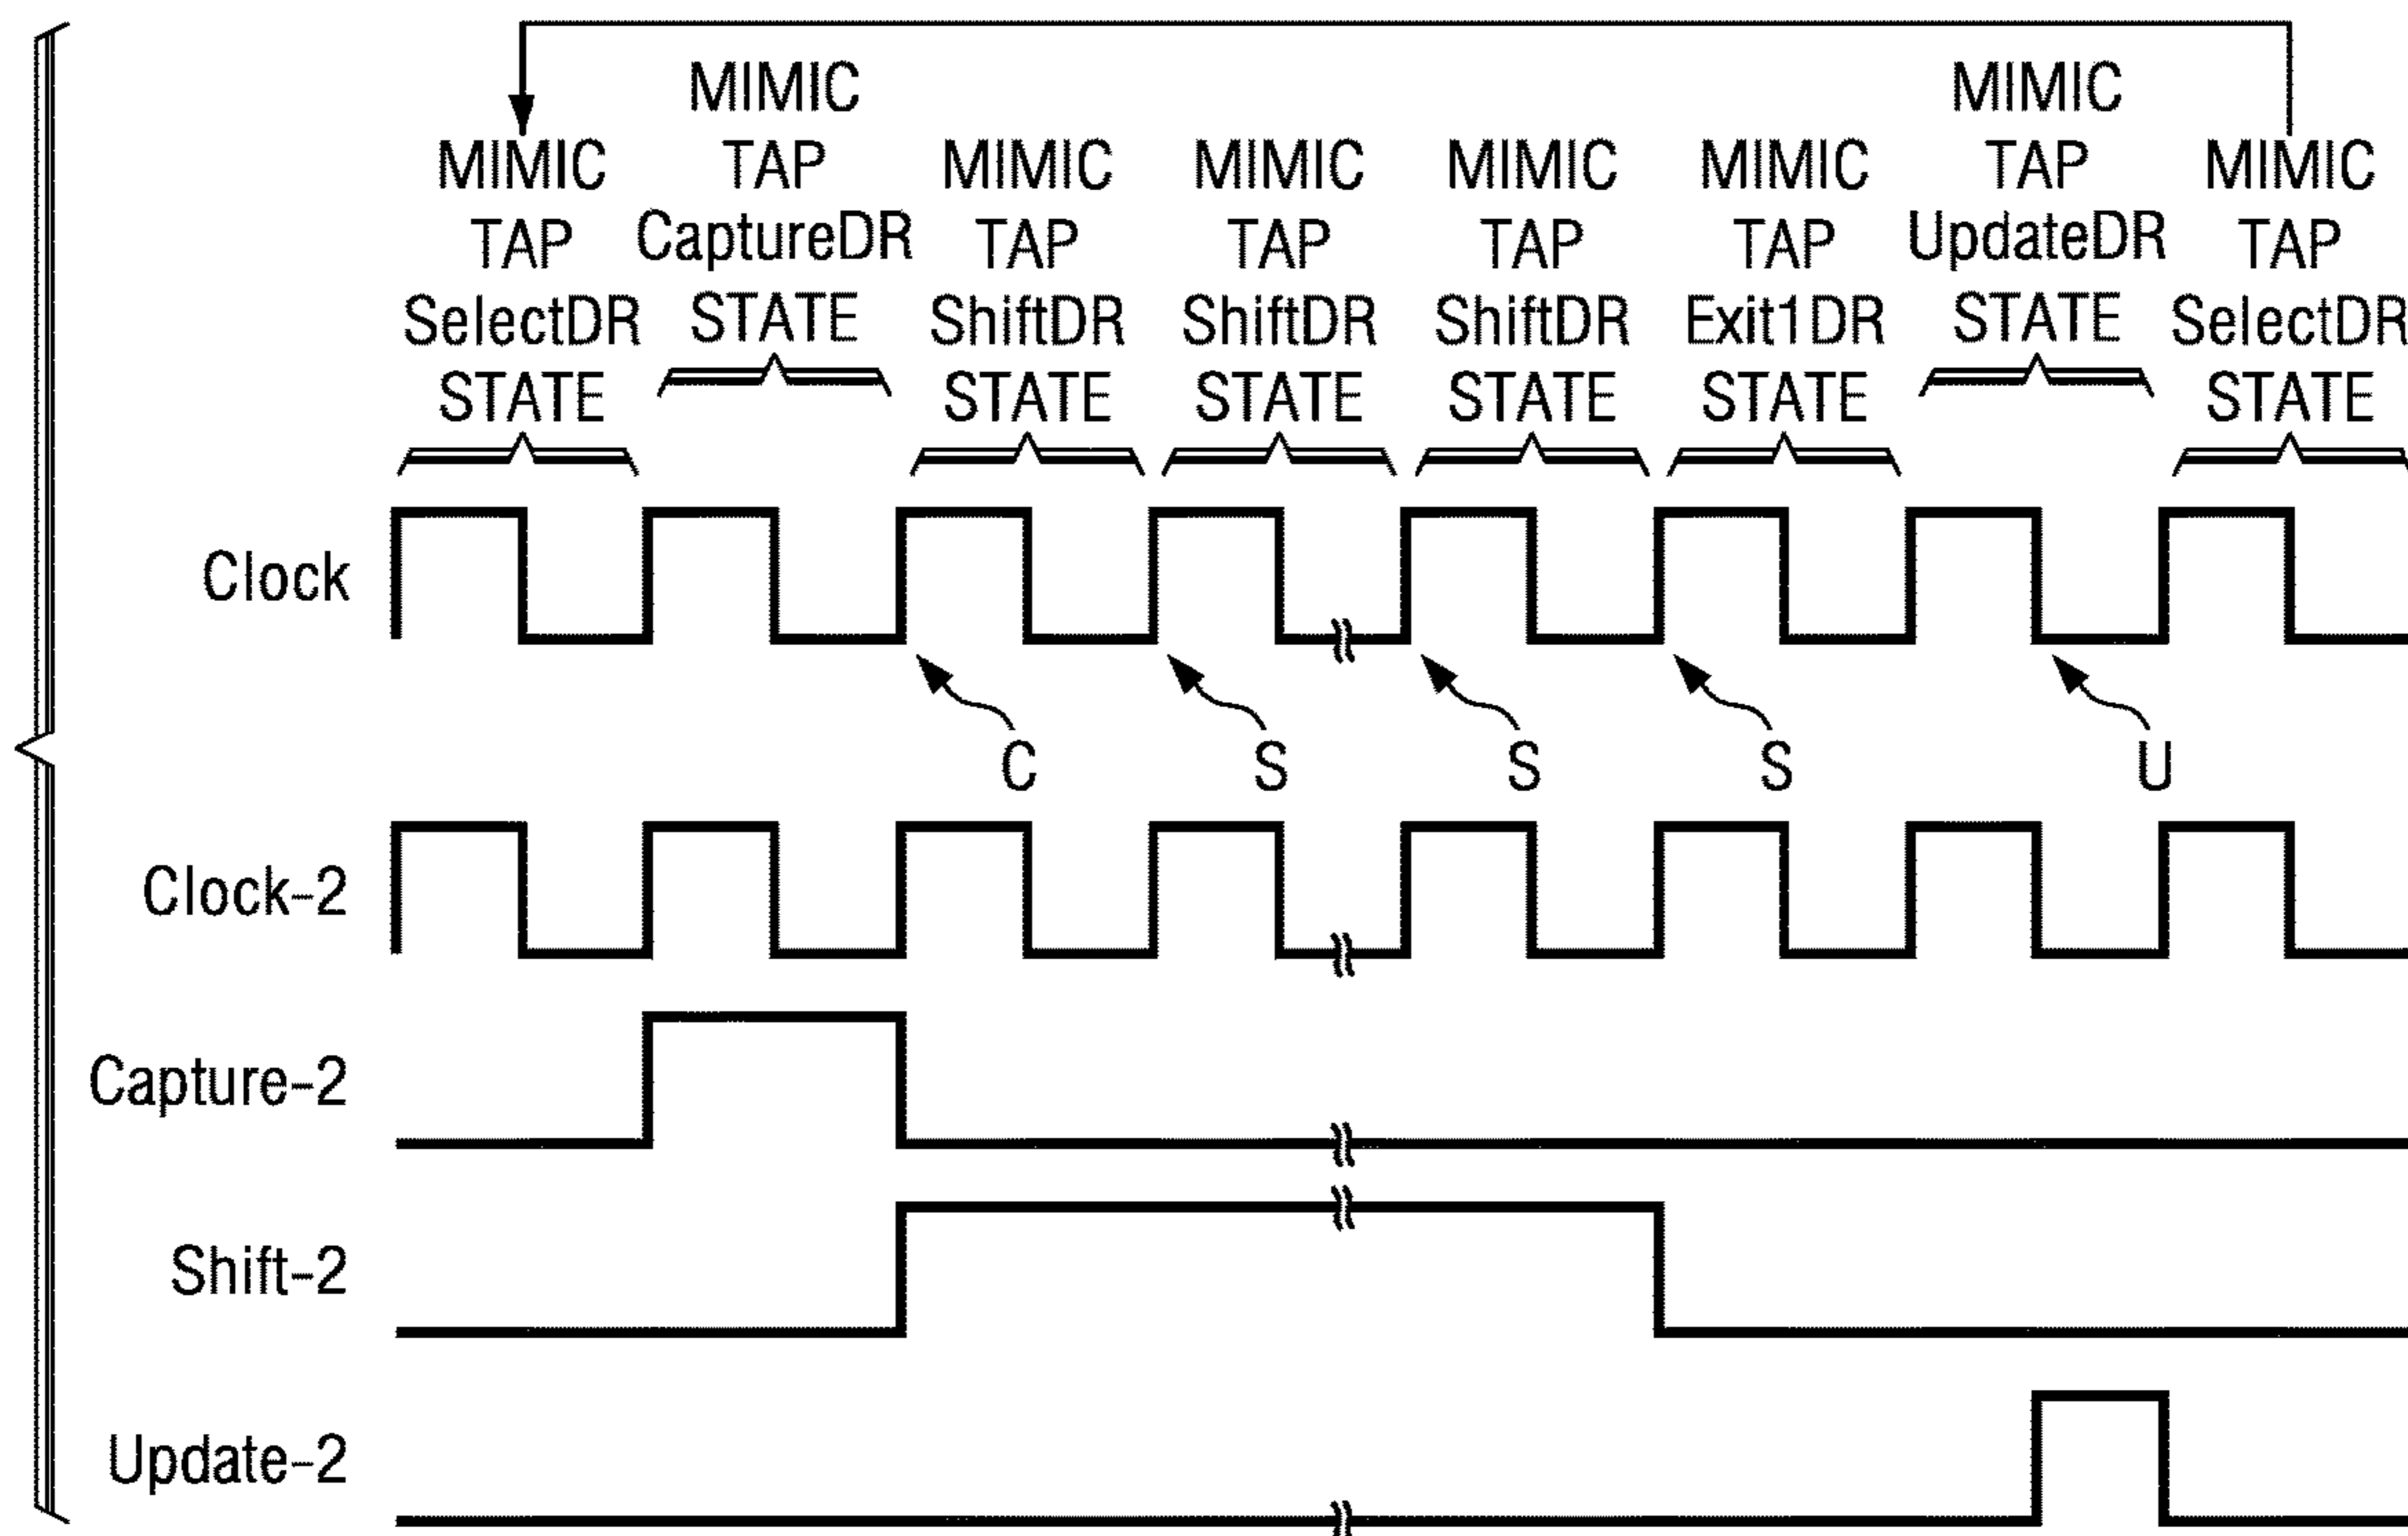 MIMIC
TAP
SelectDR
STATE
MIMIC
TAP
CaptureDR
STATE
MIMIC
TAP
ShiftDR
STATE
MIMIC
TAP
ShiftDR
STATE
MIMIC
TAP
ShiftDR
STATE
MIMIC
TAP
Exit1DR
STATE
MIMIC
TAP
UpdateDR
STATE
MIMIC
TAP
SelectDR
STATE
Clock
C
S
S
S
U
Clock-2
Capture-2
Shift-2
Update-2